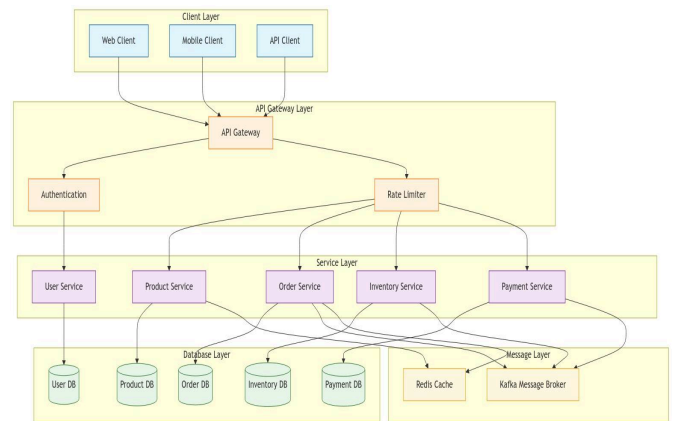 Client Layer
Web Client
Mobile Client
API Client
API Gateway Layer
API Gateway
Authentication
Rate Limiter
Service Layer
User Service
Product Service
Order Service
Inventory Service
Payment Service
Database Layer
Message Layer
User DB
Product DB
Order DB
Inventory DB
Payment DB
Redis Cache
Kafka Message Broker